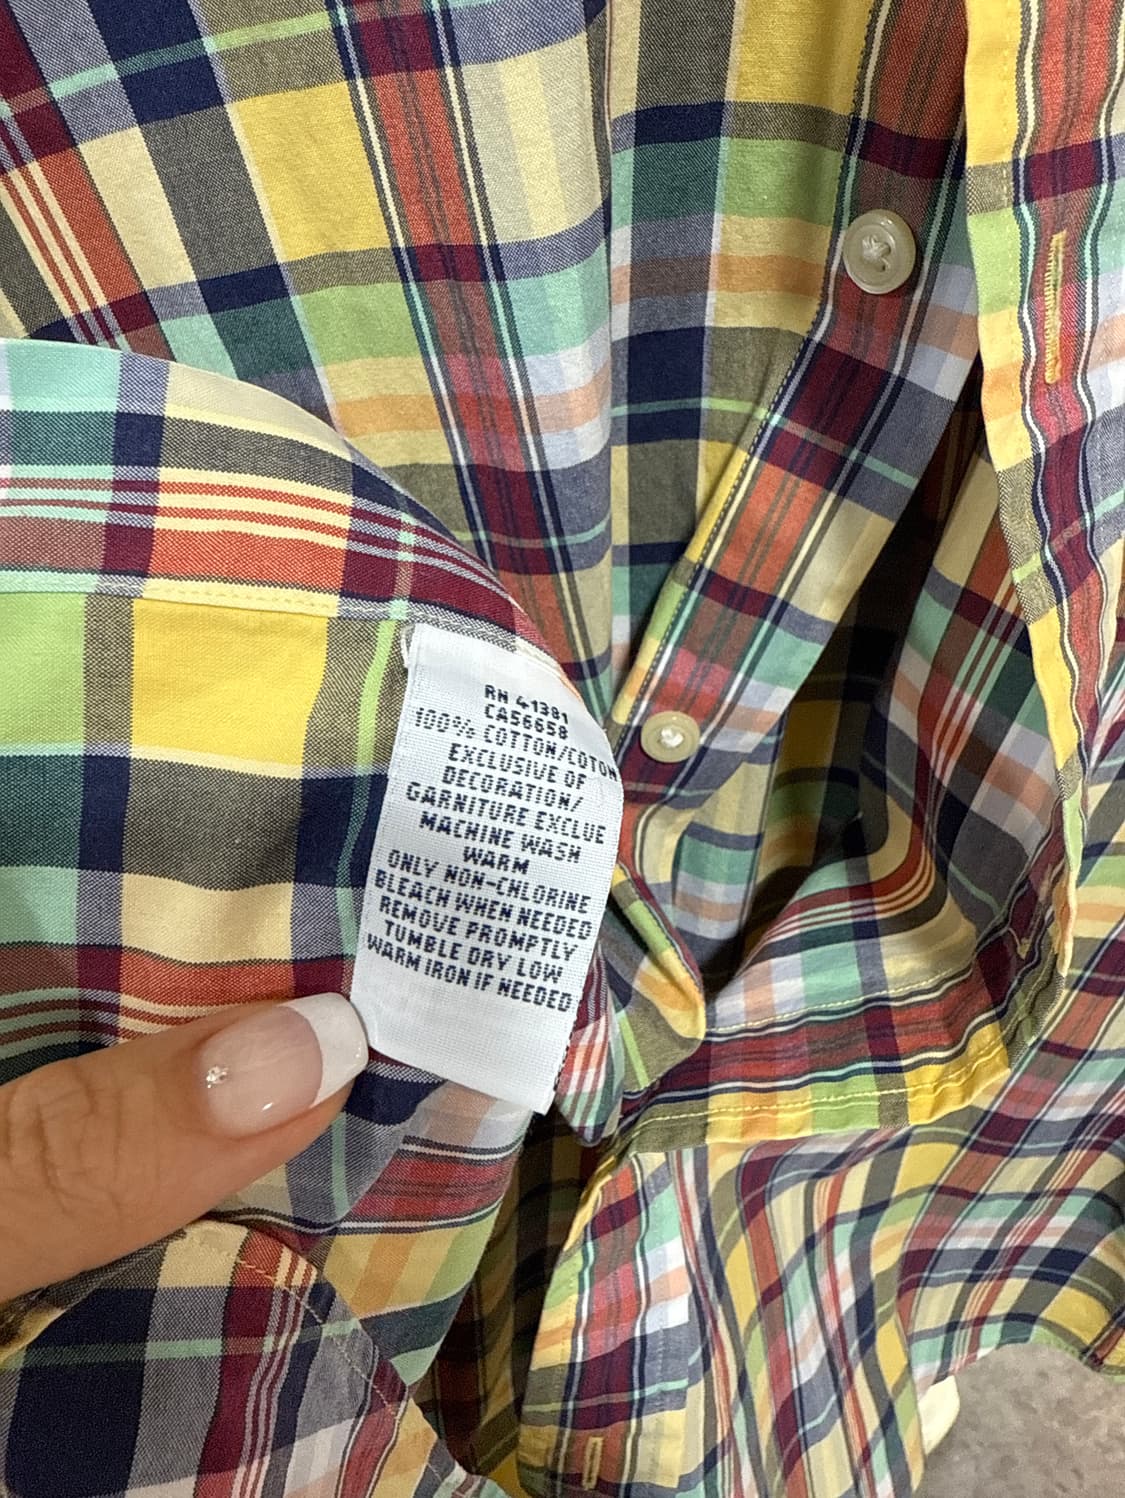 RN 41381
CA56658
100% COTTON/COTON
EXCLUSIVE OF
DECORATION/
GARNITURE EXCLUE
MACHINE WASH
WARM
ONLY NON-CHLORINE
BLEACH WHEN NEEDED
REMOVE PROMPTLY
TUMBLE DRY LOW
WARM IRON IF NEEDED